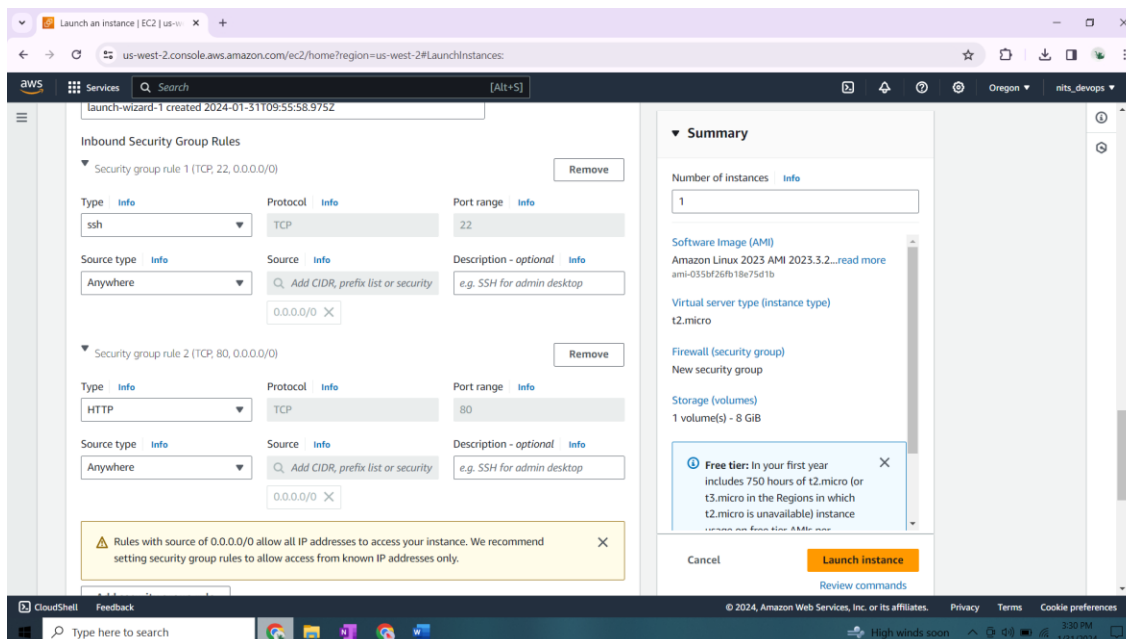 Launch an instance | EC2 | us-w
us-west-2.console.aws.amazon.com/ec2/home?region=us-west-2#LaunchInstances:
aws
Services
Search
[Alt+S]
Oregon
nits_devops
launch-wizard-1 created 2024-01-31T09:55:58.975Z
Inbound Security Group Rules
Security group rule 1 (TCP, 22, 0.0.0.0/0)
Remove
Type Info
Protocol Info
Port range Info
ssh
TCP
22
Source type Info
Source Info
Description - optional Info
Anywhere
Add CIDR, prefix list or security
e.g. SSH for admin desktop
0.0.0.0/0
Security group rule 2 (TCP, 80, 0.0.0.0/0)
Remove
Type Info
Protocol Info
Port range Info
HTTP
TCP
80
Source type Info
Source Info
Description - optional Info
Anywhere
Add CIDR, prefix list or security
e.g. SSH for admin desktop
0.0.0.0/0
Rules with source of 0.0.0.0/0 allow all IP addresses to access your instance. We recommend
setting security group rules to allow access from known IP addresses only.
Summary
Number of instances Info
1
Software Image (AMI)
Amazon Linux 2023 AMI 2023.3.2...read more
ami-035bf26fb18e75d1b
Virtual server type (instance type)
t2.micro
Firewall (security group)
New security group
Storage (volumes)
1 volume(s) - 8 GiB
Free tier: In your first year
includes 750 hours of t2.micro (or
t3.micro in the Regions in which
t2.micro is unavailable) instance
usage on free tier AMIs per
Cancel
Launch instance
Review commands
CloudShell
Feedback
© 2024, Amazon Web Services, Inc. or its affiliates.
Privacy
Terms
Cookie preferences
Type here to search
High winds soon
3:30 PM
1/31/2024